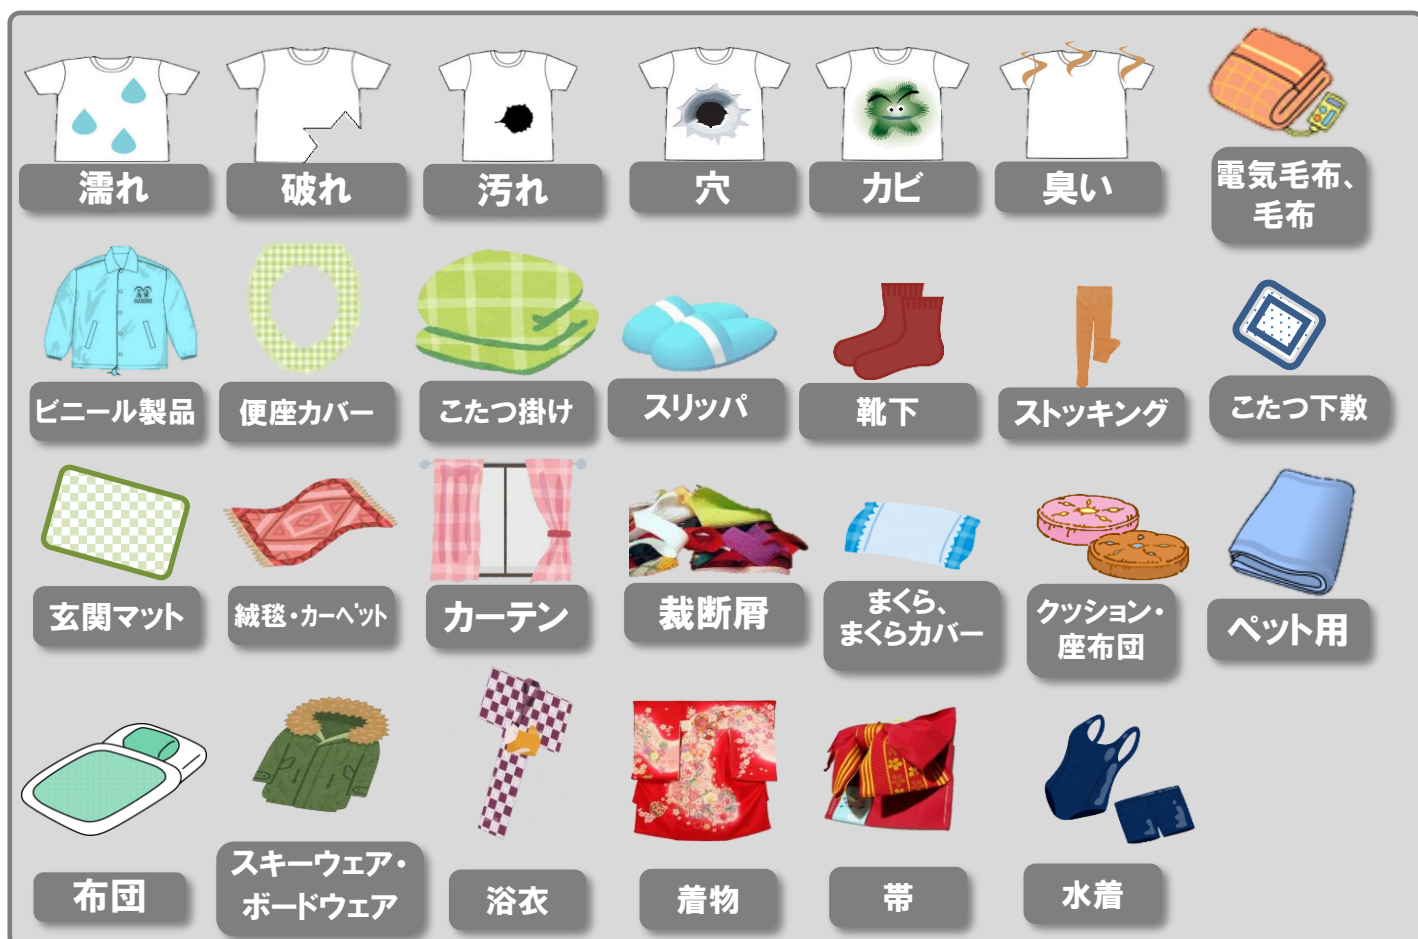 濡れ
破れ
汚れ
穴
カビ
臭い
電気毛布、
毛布
ビニール製品
便座カバー
こたつ掛け
スリッパ
靴下
ストッキング
こたつ下敷
玄関マット
絨毯・カーペット
カーテン
裁断屑
まくら、
まくらカバー
クッション・
座布団
ペット用
布団
スキーウェア・
ボードウェア
浴衣
着物
帯
水着